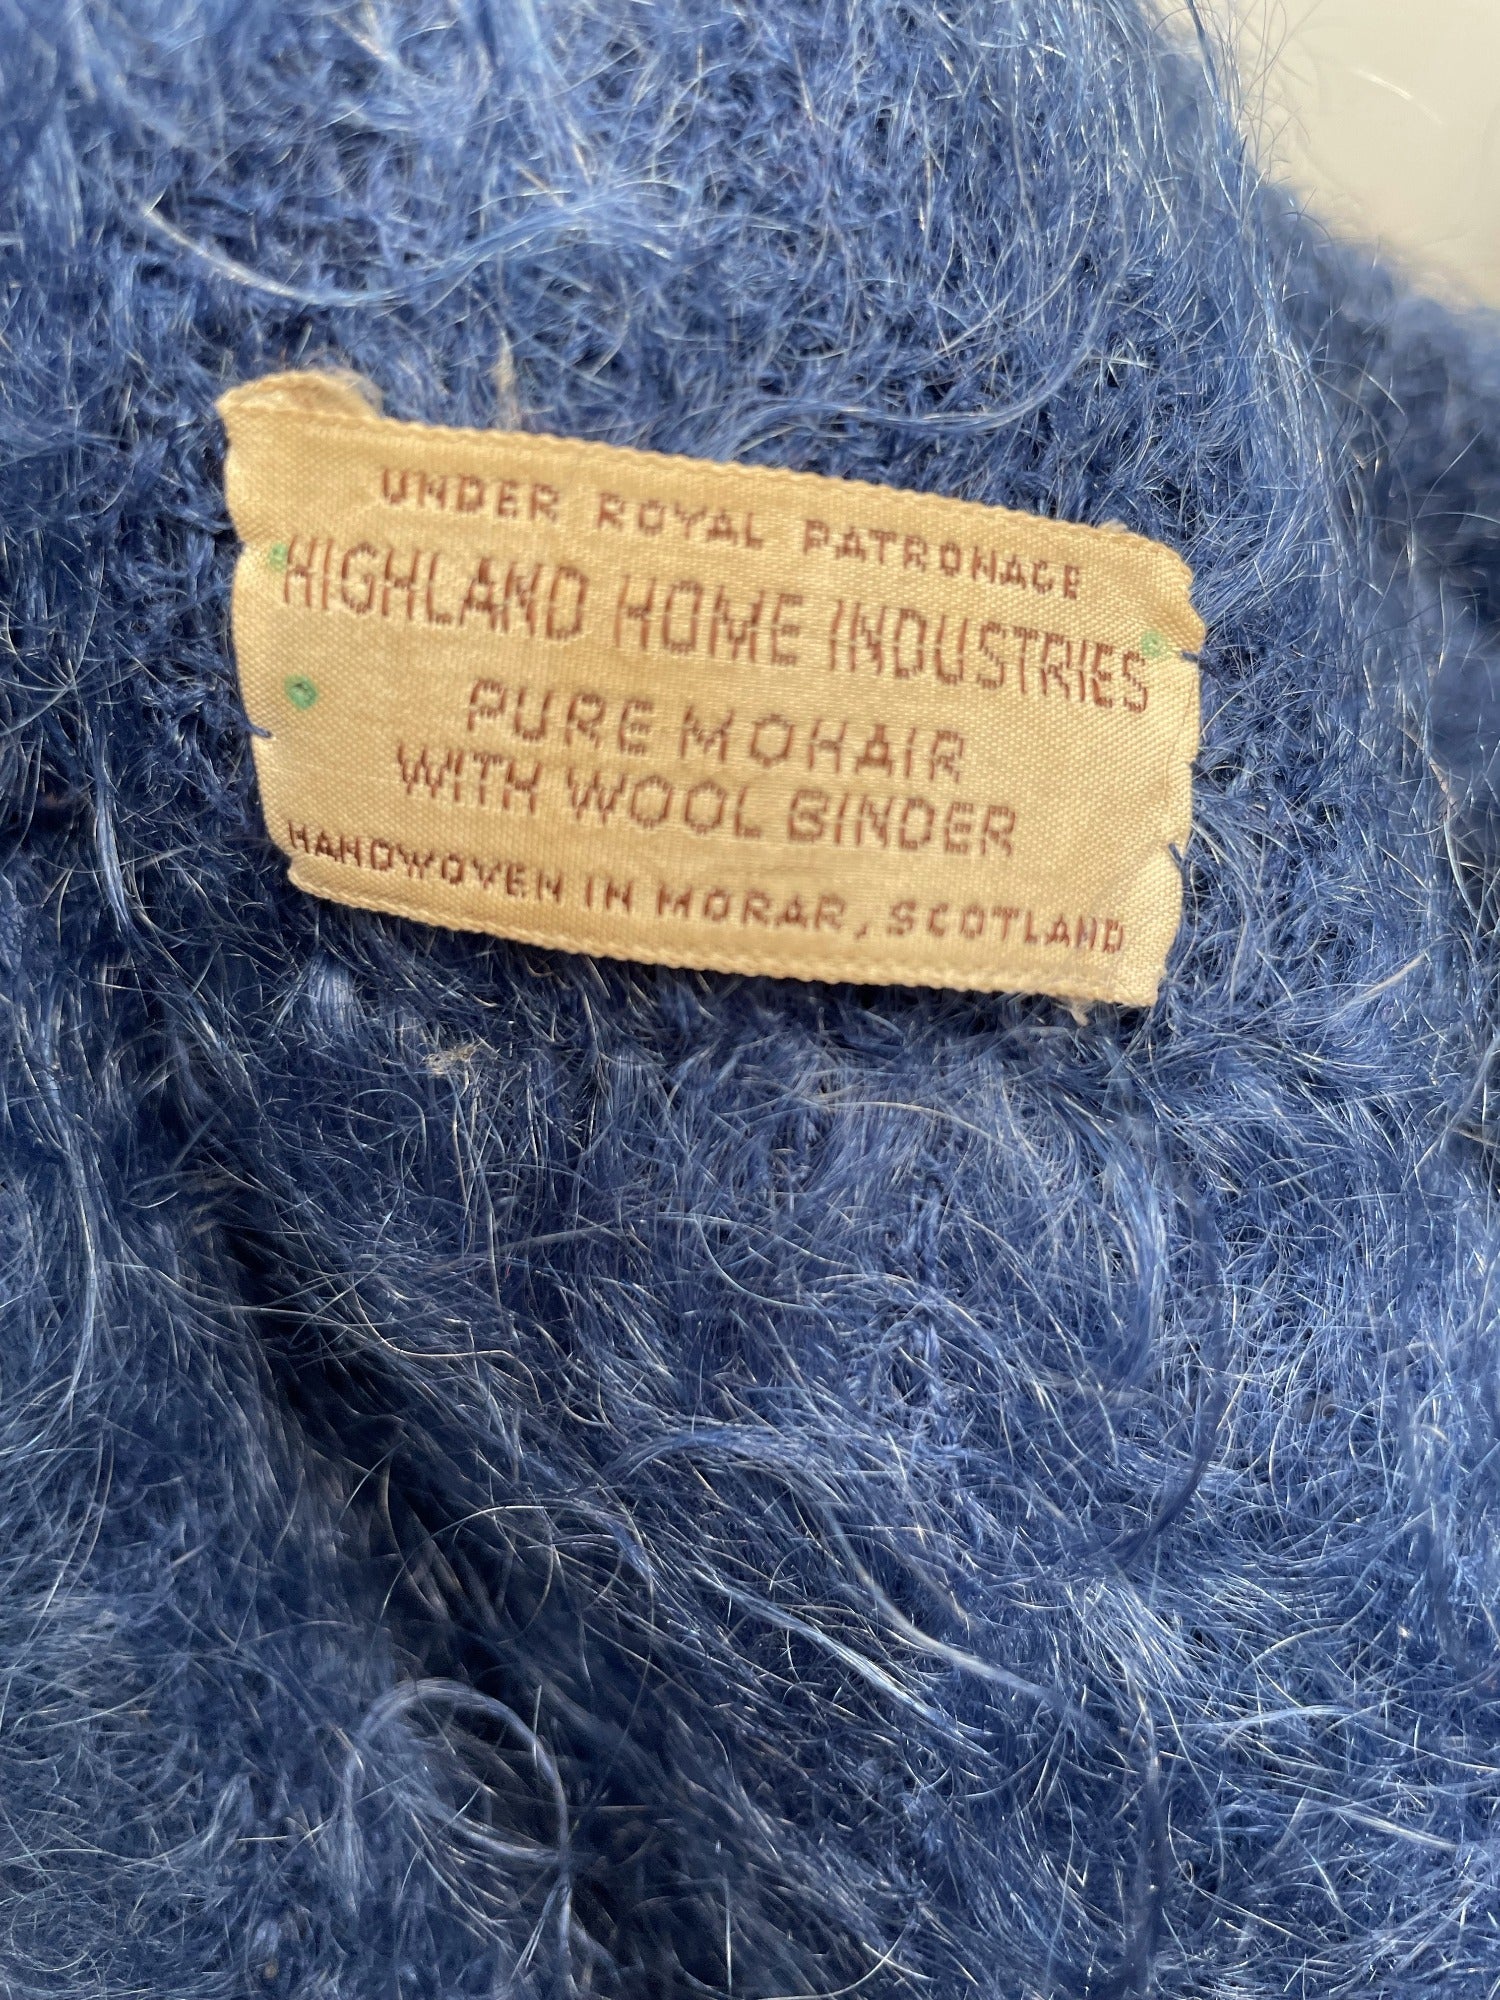 UNDER ROYAL PATRONAGE
HIGHLAND HOME INDUSTRIES
PURE MOHAIR
WITH WOOL BINDER
HANDWOVEN IN MORAR, SCOTLAND